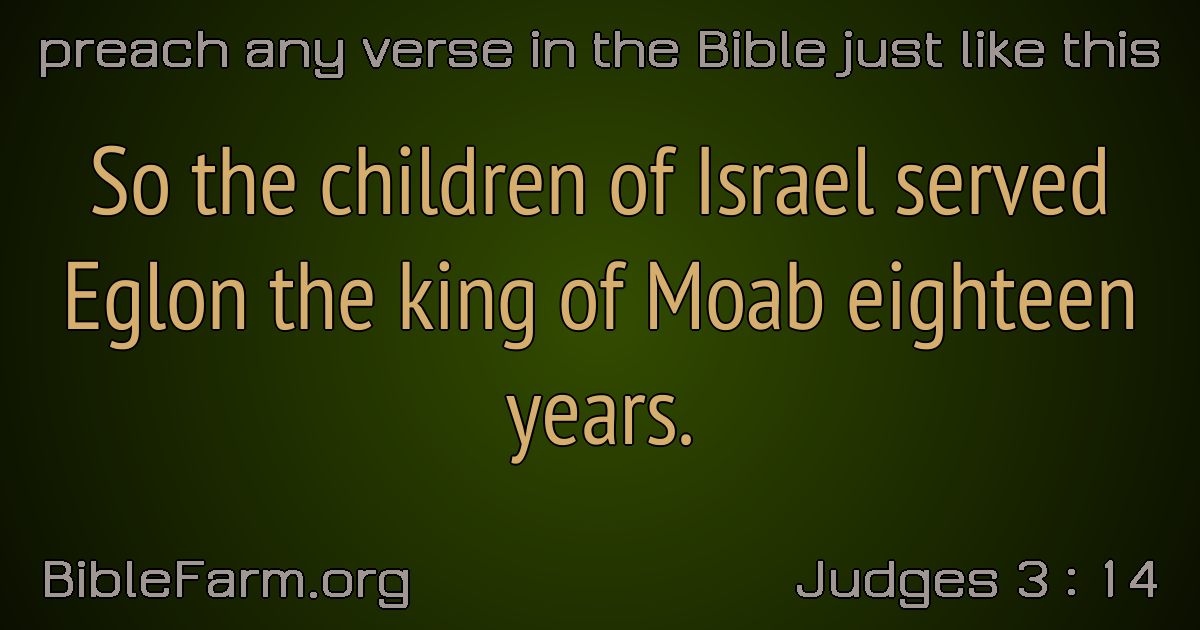 preach any verse in the Bible just like this
So the children of Israel served
Eglon the king of Moab eighteen
years.
BibleFarm.org
Judges 3 : 14